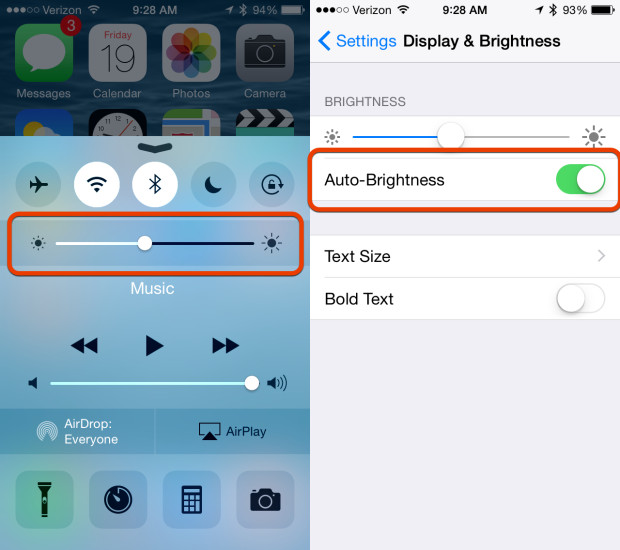 Verizon 9:28 AM 94%
3
Friday
19
Messages Calendar Photos Camera
Music
AirDrop:
Everyone
AirPlay
Verizon 9:28 AM 93%
Settings Display & Brightness
BRIGHTNESS
Auto-Brightness
Text Size
Bold Text